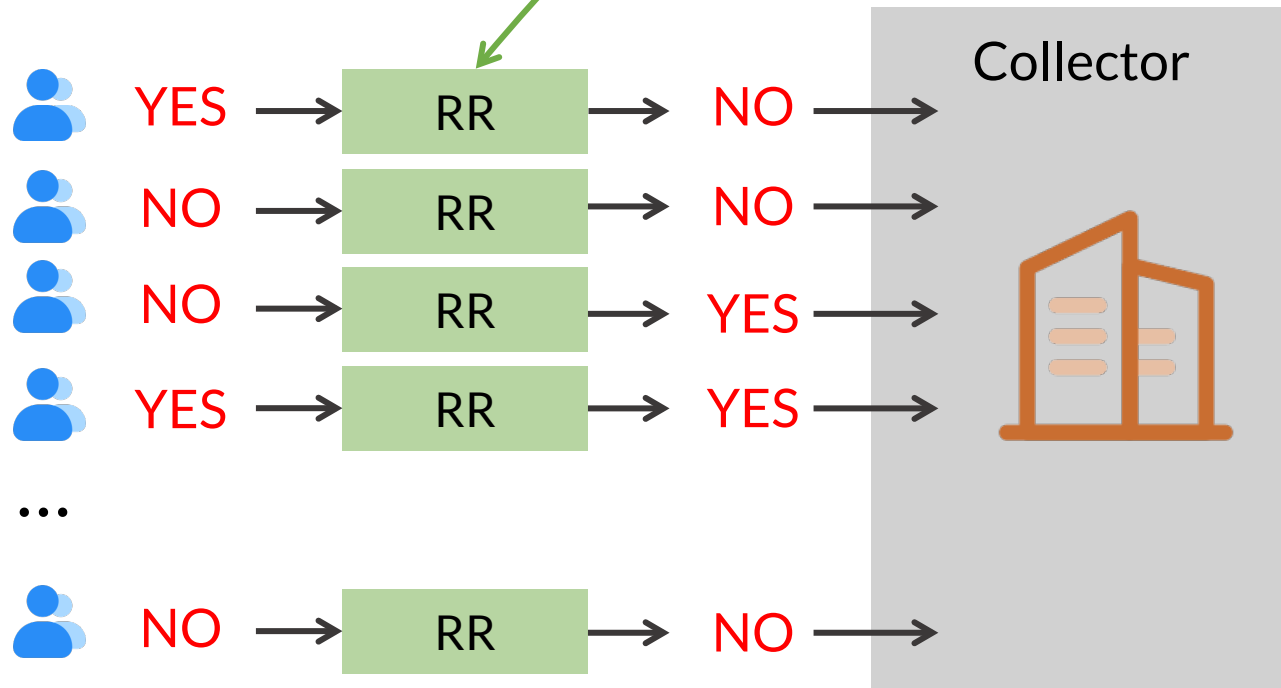 Collector
YES RR NO
NO RR NO
NO RR YES
YES RR YES
...
NO RR NO